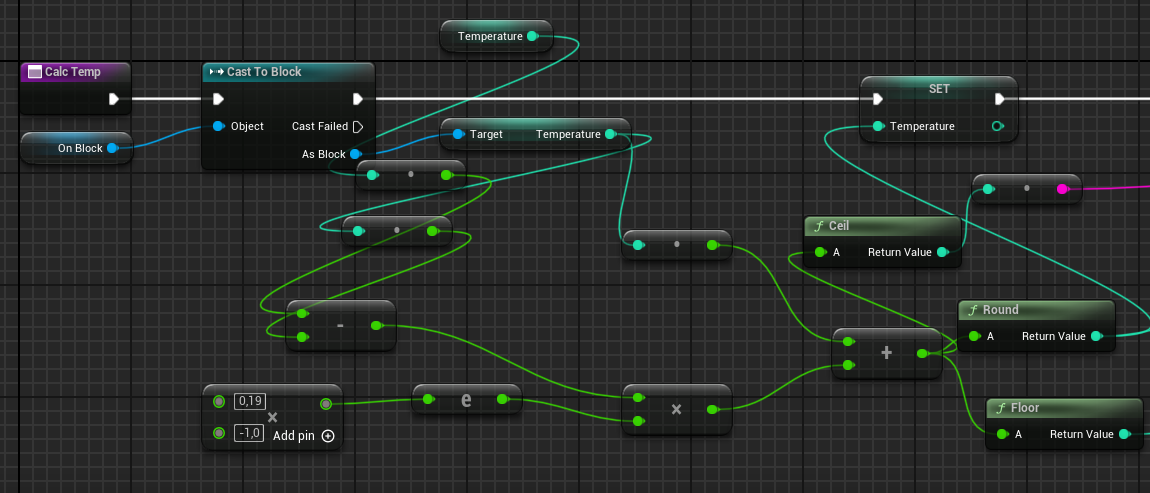 Temperature
Calc Temp
Cast To Block
SET
Object
Cast Failed
Target
Temperature
Temperature
On Block
As Block
f Ceil
A
Return Value
-
f Round
+
A
Return Value
0,19
e
×
-1,0
Add pin
×
f Floor
A
Return Value